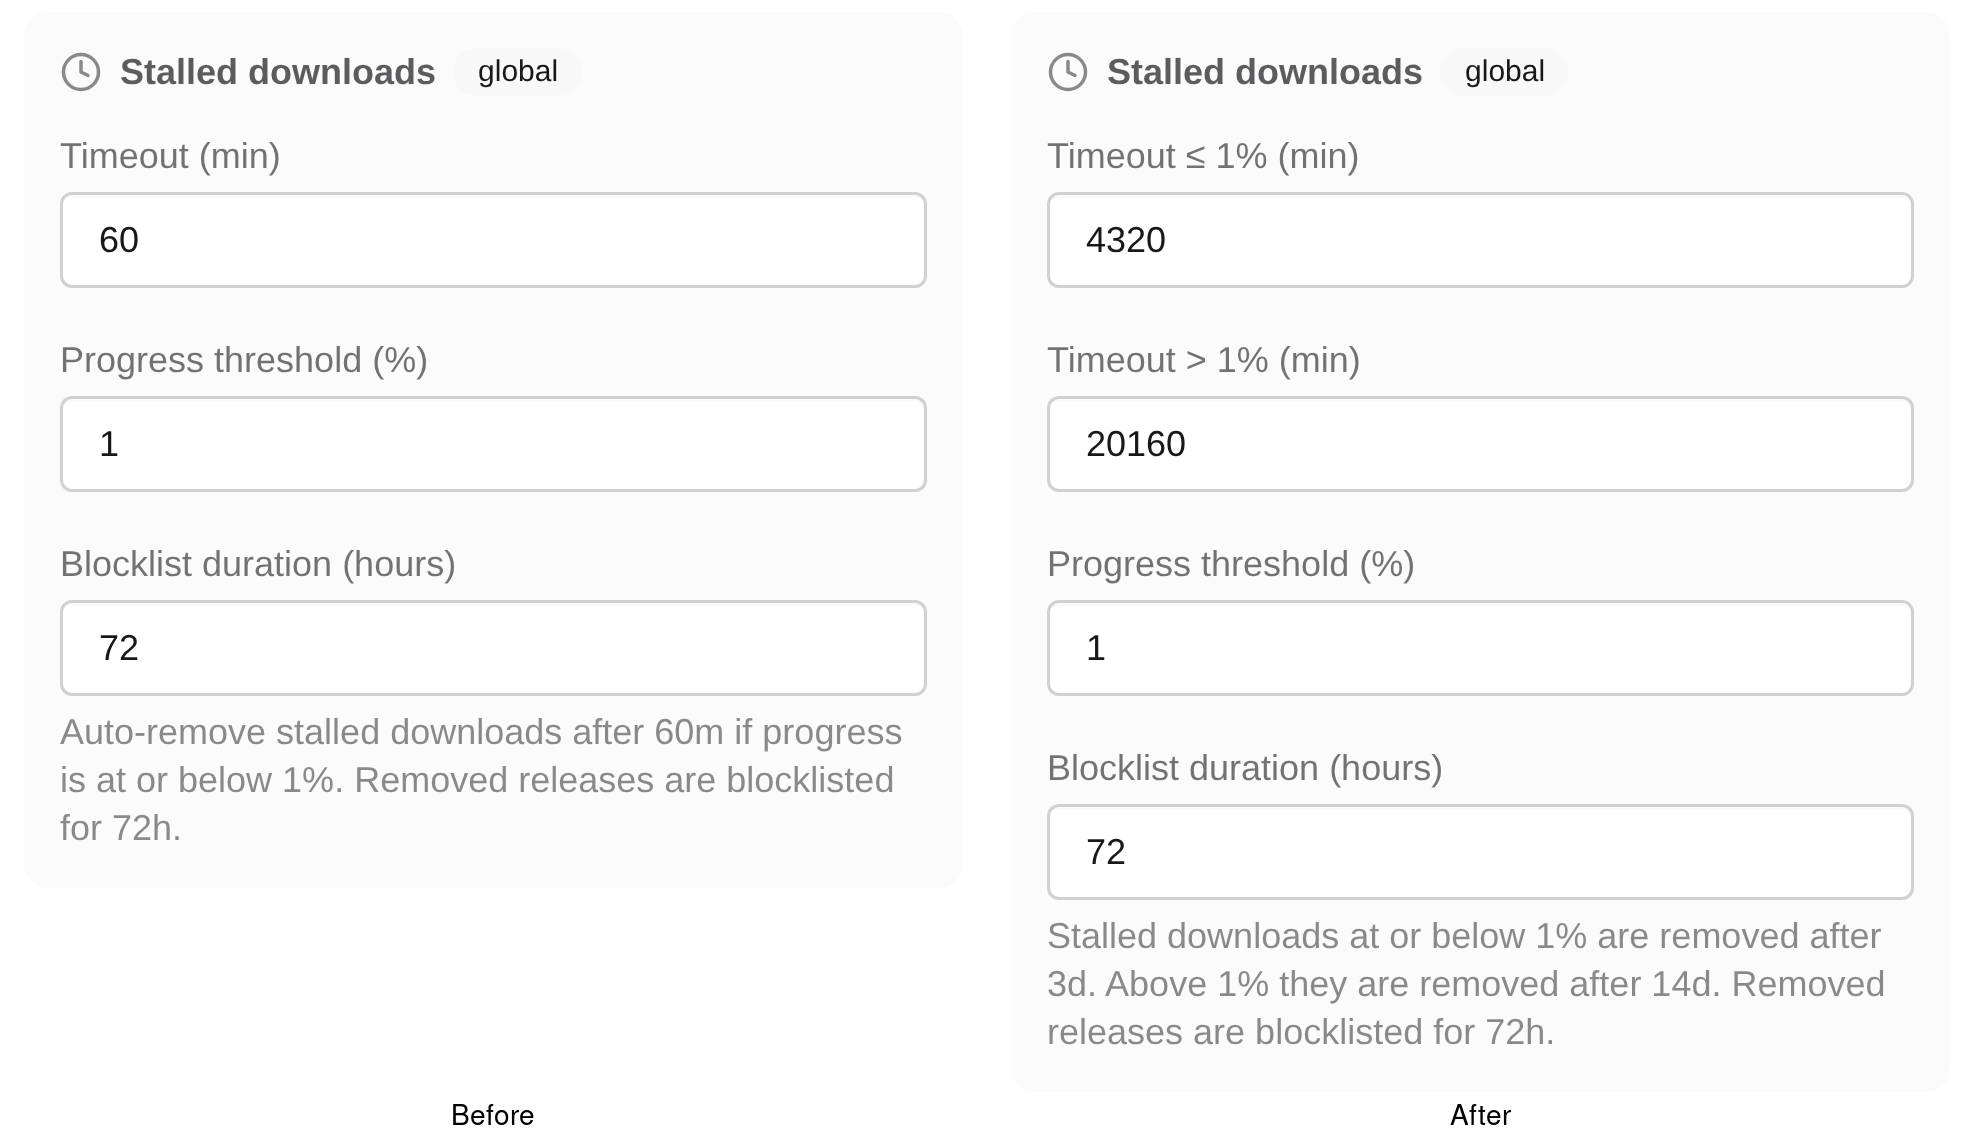 Stalled downloads global
Timeout (min)
60
Progress threshold (%)
1
Blocklist duration (hours)
72
Auto-remove stalled downloads after 60m if progress
is at or below 1%. Removed releases are blocklisted
for 72h.
Before
Stalled downloads global
Timeout ≤ 1% (min)
4320
Timeout > 1% (min)
20160
Progress threshold (%)
1
Blocklist duration (hours)
72
Stalled downloads at or below 1% are removed after
3d. Above 1% they are removed after 14d. Removed
releases are blocklisted for 72h.
After